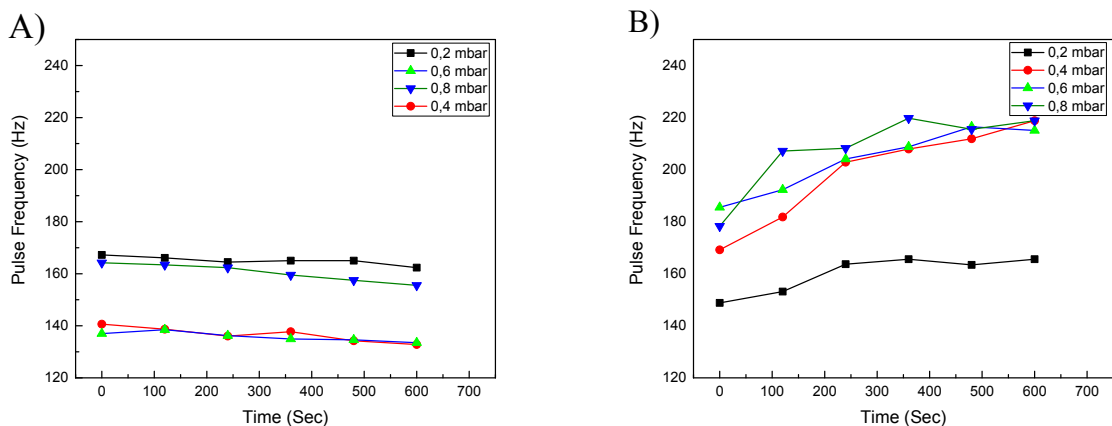 A)
240
220
200
180
160
140
120
Pulse Frequency (Hz)
0,2 mbar
0,6 mbar
0,8 mbar
0,4 mbar
0 100 200 300 400 500 600 700
Time (Sec)
B)
240
220
200
180
160
140
120
Pulse Frequency (Hz)
0,2 mbar
0,4 mbar
0,6 mbar
0,8 mbar
0 100 200 300 400 500 600 700
Time (Sec)